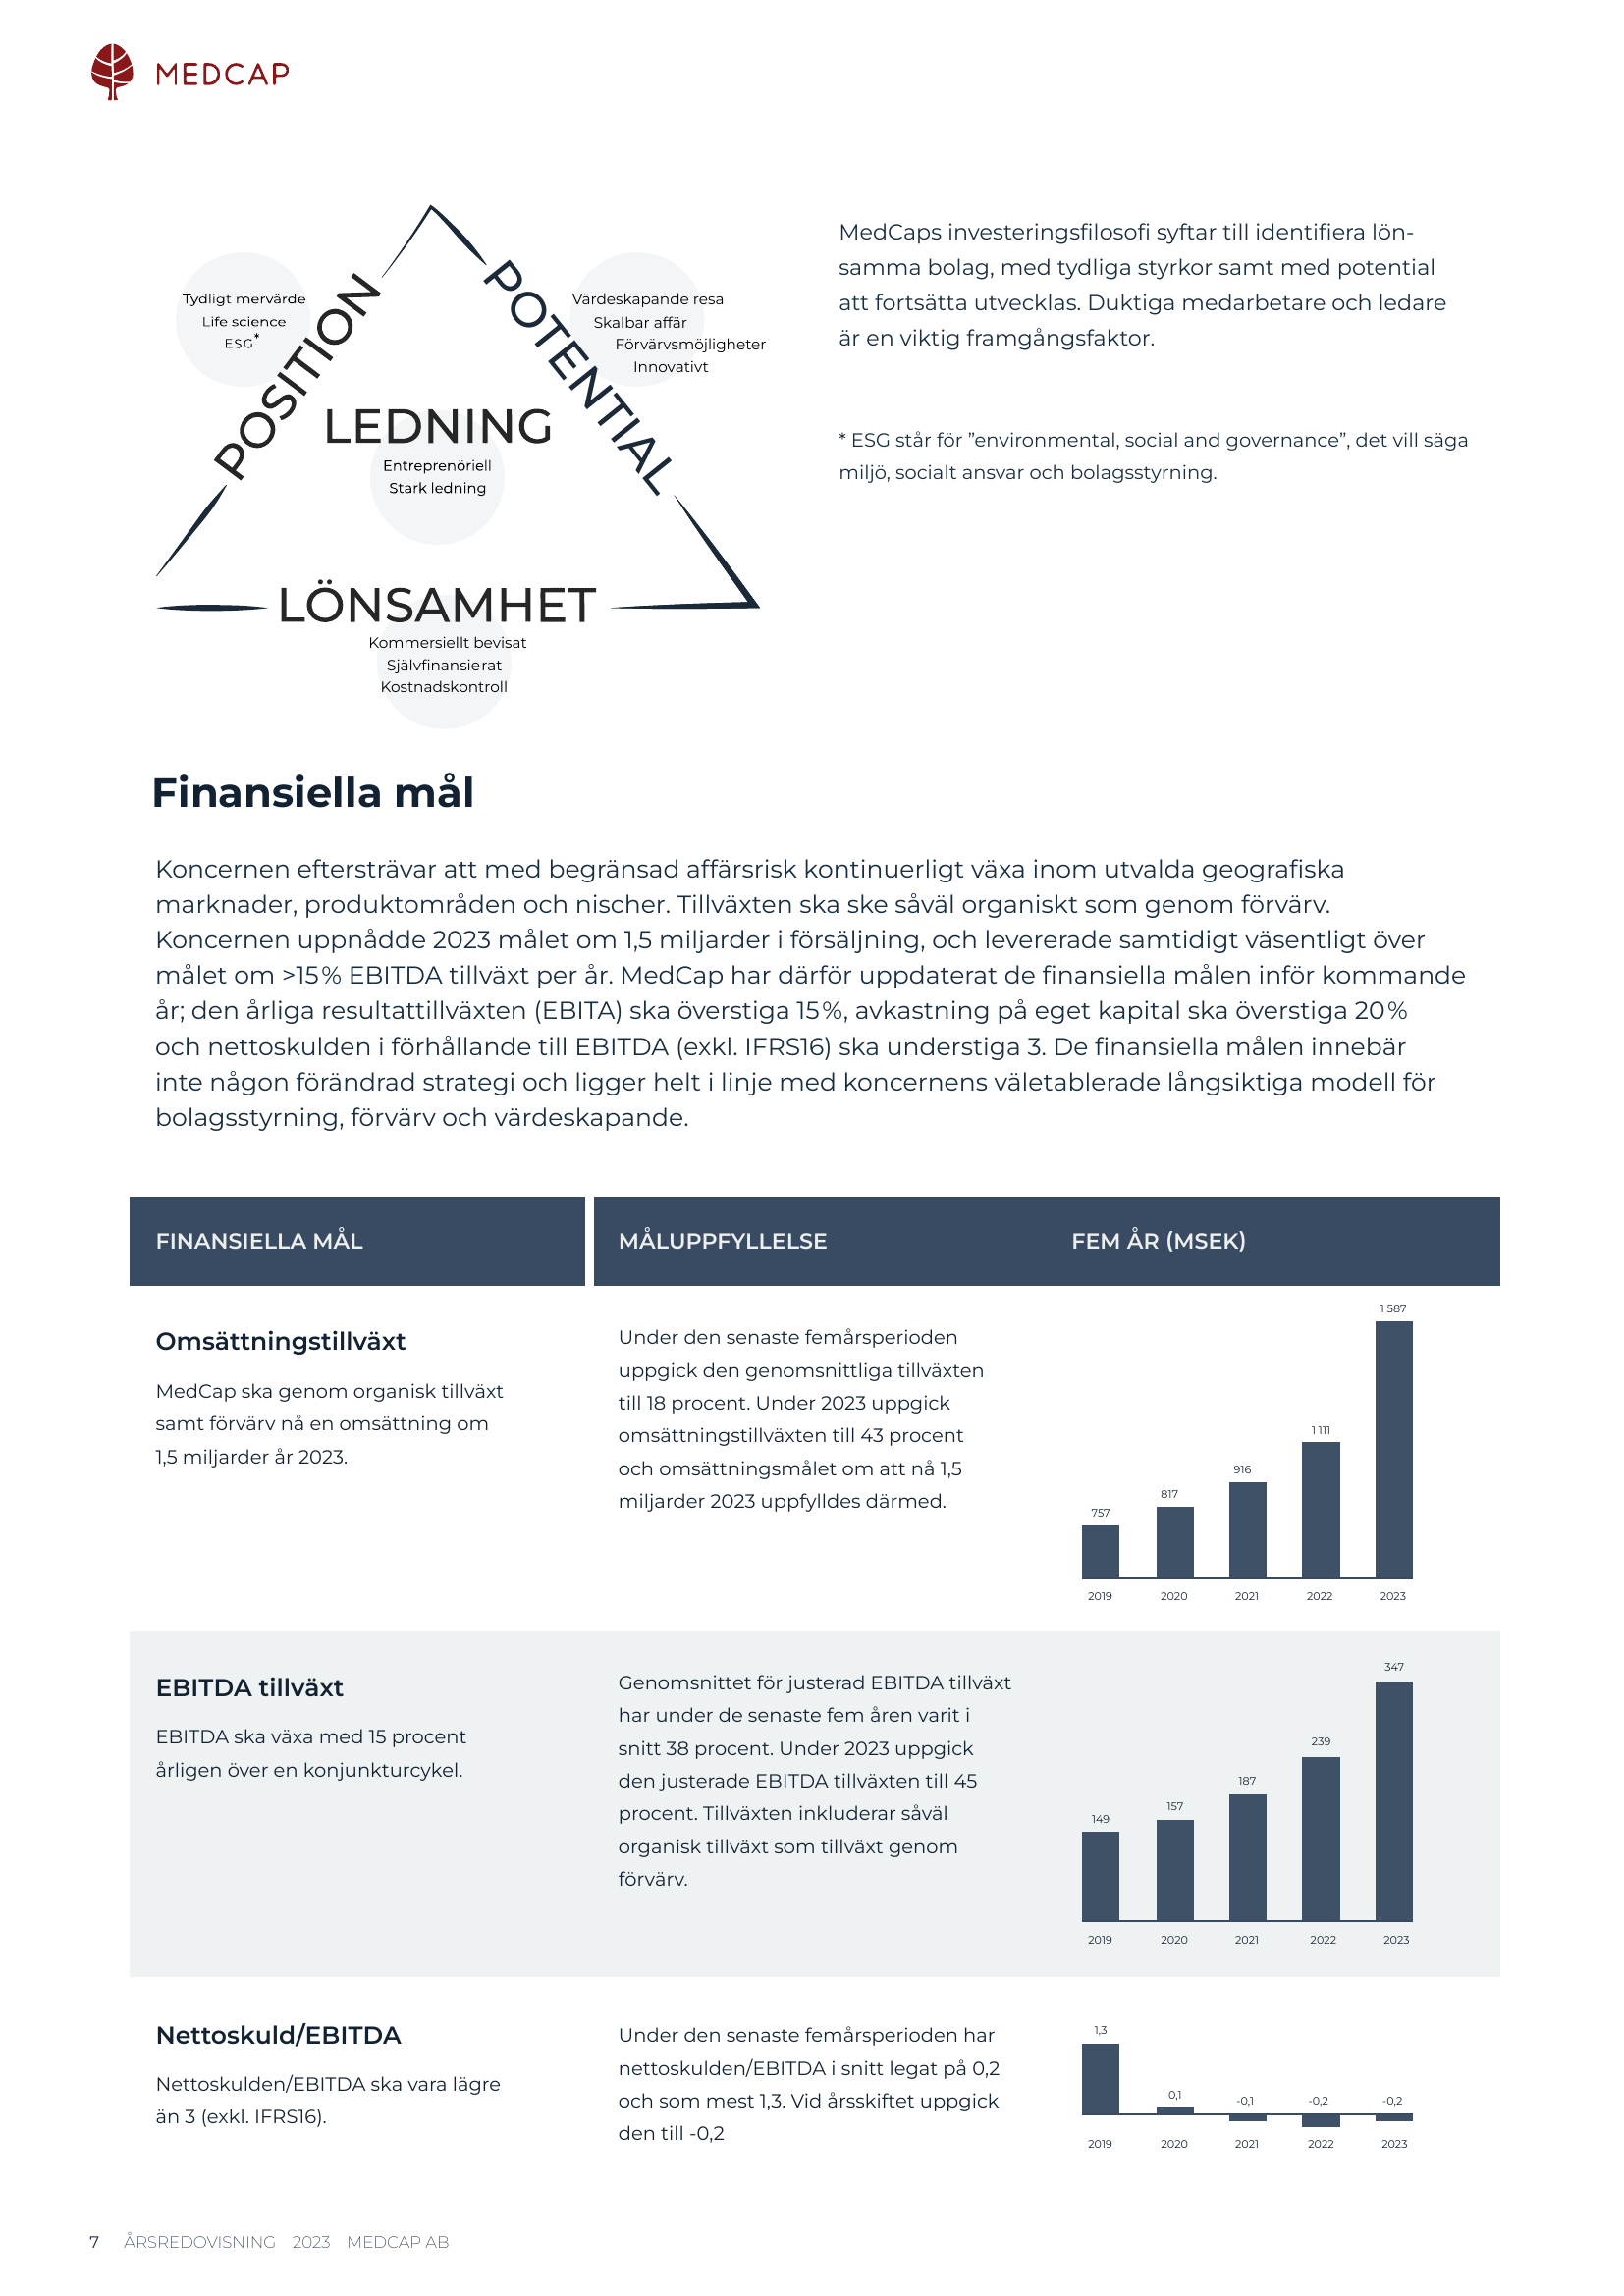 MEDCAP
POSITION
Tydligt mervärde
Life science
ESG*
POTENTIAL
Värdeskapande resa
Skalbar affär
Förvärvsmöjligheter
Innovativt
LEDNING
Entreprenöriell
Stark ledning
LÖNSAMHET
Kommersiellt bevisat
Självfinansierat
Kostnadskontroll
MedCaps investeringsfilosofi syftar till identifiera lön-
samma bolag, med tydliga styrkor samt med potential
att fortsätta utvecklas. Duktiga medarbetare och ledare
är en viktig framgångsfaktor.
* ESG står för ”environmental, social and governance”, det vill säga
miljö, socialt ansvar och bolagsstyrning.
Finansiella mål
Koncernen eftersträvar att med begränsad affärsrisk kontinuerligt växa inom utvalda geografiska
marknader, produktområden och nischer. Tillväxten ska ske såväl organiskt som genom förvärv.
Koncernen uppnådde 2023 målet om 1,5 miljarder i försäljning, och levererade samtidigt väsentligt över
målet om >15% EBITDA tillväxt per år. MedCap har därför uppdaterat de finansiella målen inför kommande
år; den årliga resultattillväxten (EBITA) ska överstiga 15%, avkastning på eget kapital ska överstiga 20%
och nettoskulden i förhållande till EBITDA (exkl. IFRS16) ska understiga 3. De finansiella målen innebär
inte någon förändrad strategi och ligger helt i linje med koncernens väletablerade långsiktiga modell för
bolagsstyrning, förvärv och värdeskapande.
FINANSIELLA MÅL
MÅLUPPFYLLELSE
FEM ÅR (MSEK)
Omsättningstillväxt
MedCap ska genom organisk tillväxt
samt förvärv nå en omsättning om
1,5 miljarder år 2023.
Under den senaste femårsperioden
uppgick den genomsnittliga tillväxten
till 18 procent. Under 2023 uppgick
omsättningstillväxten till 43 procent
och omsättningsmålet om att nå 1,5
miljarder 2023 uppfylldes därmed.
757 817 916 1 111 1 587
2019 2020 2021 2022 2023
EBITDA tillväxt
EBITDA ska växa med 15 procent
årligen över en konjunkturcykel.
Genomsnittet för justerad EBITDA tillväxt
har under de senaste fem åren varit i
snitt 38 procent. Under 2023 uppgick
den justerade EBITDA tillväxten till 45
procent. Tillväxten inkluderar såväl
organisk tillväxt som tillväxt genom
förvärv.
149 157 187 239 347
2019 2020 2021 2022 2023
Nettoskuld/EBITDA
Nettoskulden/EBITDA ska vara lägre
än 3 (exkl. IFRS16).
Under den senaste femårsperioden har
nettoskulden/EBITDA i snitt legat på 0,2
och som mest 1,3. Vid årsskiftet uppgick
den till -0,2
1,3 0,1 -0,1 -0,2 -0,2
2019 2020 2021 2022 2023
7 ÅRSREDOVISNING 2023 MEDCAP AB